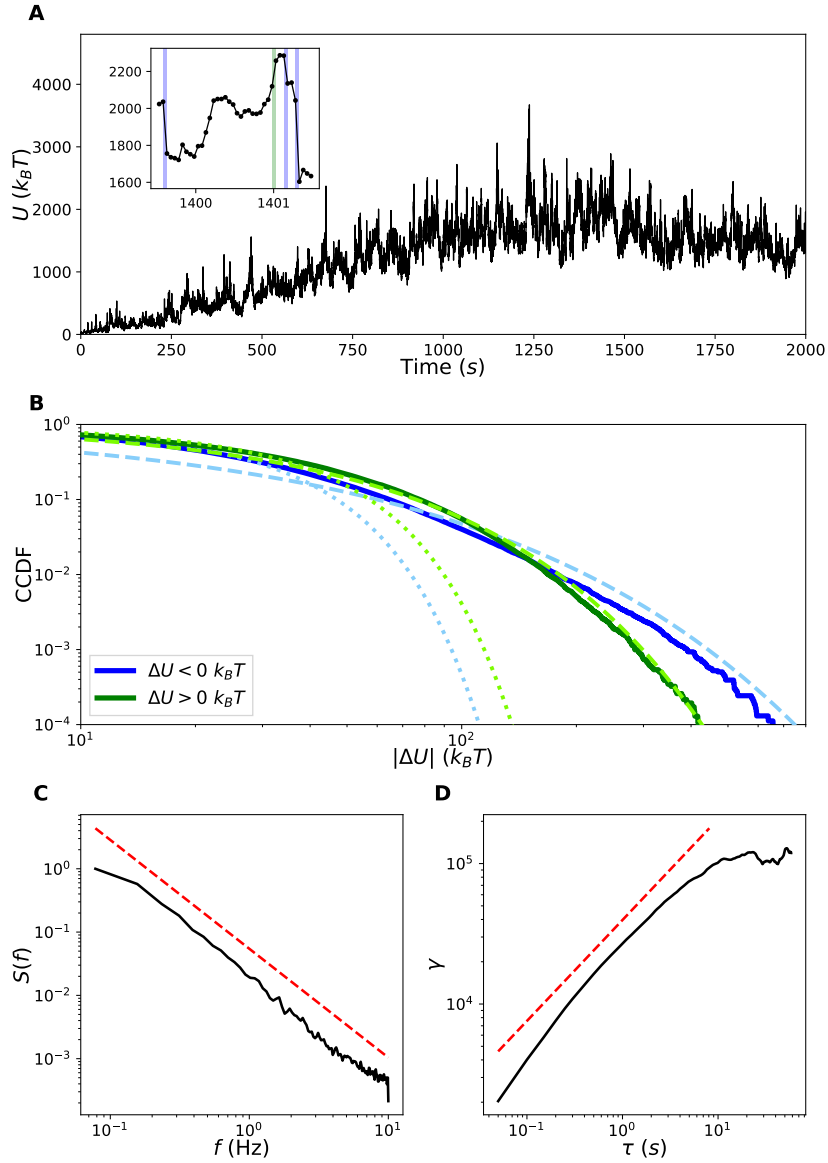 A
U (k_BT)
4000
3000
2000
1000
0
2200
2000
1800
1600
1400 1401
0 250 500 750 1000 1250 1500 1750 2000
Time (s)
B
CCDF
10^0
10^-1
10^-2
10^-3
10^-4
ΔU < 0 k_BT
ΔU > 0 k_BT
10^1 10^2
|ΔU| (k_BT)
C
S(f)
10^0
10^-1
10^-2
10^-3
10^-1 10^0 10^1
f (Hz)
D
γ
10^5
10^4
10^-1 10^0 10^1
τ (s)